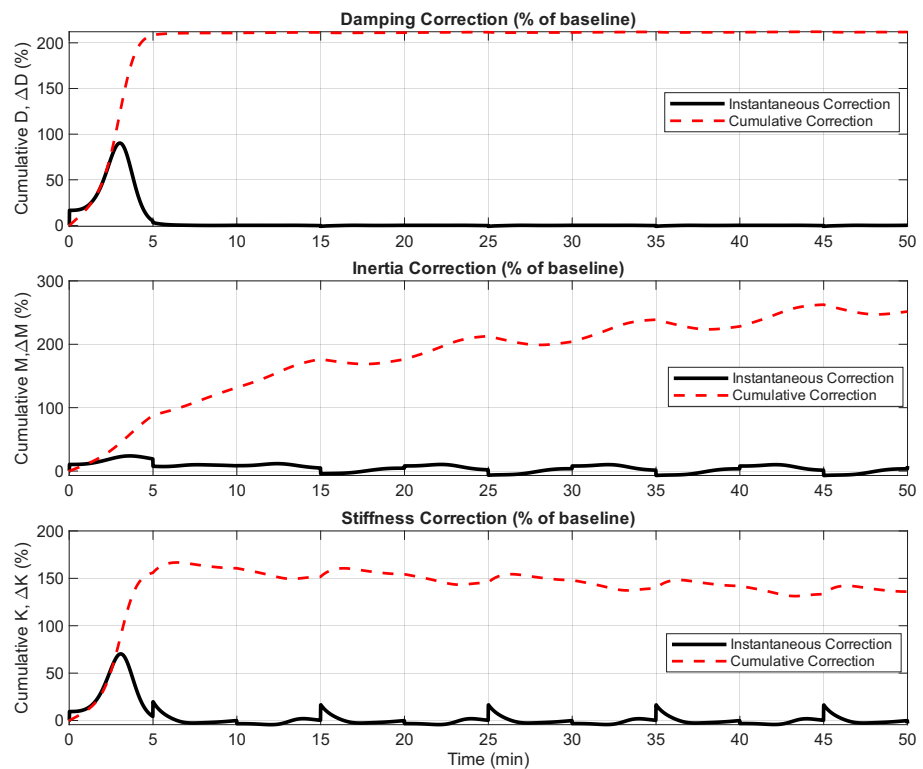 Damping Correction (% of baseline)
Cumulative D, ΔD (%)
200
150
100
50
0
Instantaneous Correction
Cumulative Correction
0 5 10 15 20 25 30 35 40 45 50
Inertia Correction (% of baseline)
Cumulative M,ΔM (%)
300
200
100
0
Instantaneous Correction
Cumulative Correction
0 5 10 15 20 25 30 35 40 45 50
Stiffness Correction (% of baseline)
Cumulative K, ΔK (%)
200
150
100
50
0
Instantaneous Correction
Cumulative Correction
0 5 10 15 20 25 30 35 40 45 50
Time (min)